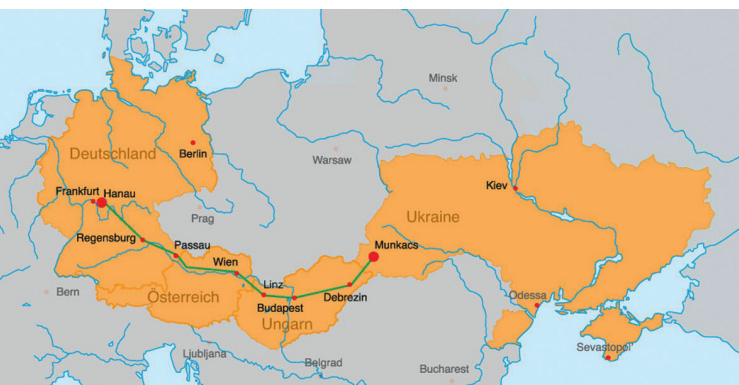 Minsk
Deutschland
Berlin
Warsaw
Frankfurt Hanau
Kiev
Prag
Ukraine
Regensburg
Passau
Munkacs
Wien
Linz
Bern
Österreich
Debrezin
Odessa
Budapest
Ungarn
Sevastopol'
Ljubljana
Belgrad
Bucharest